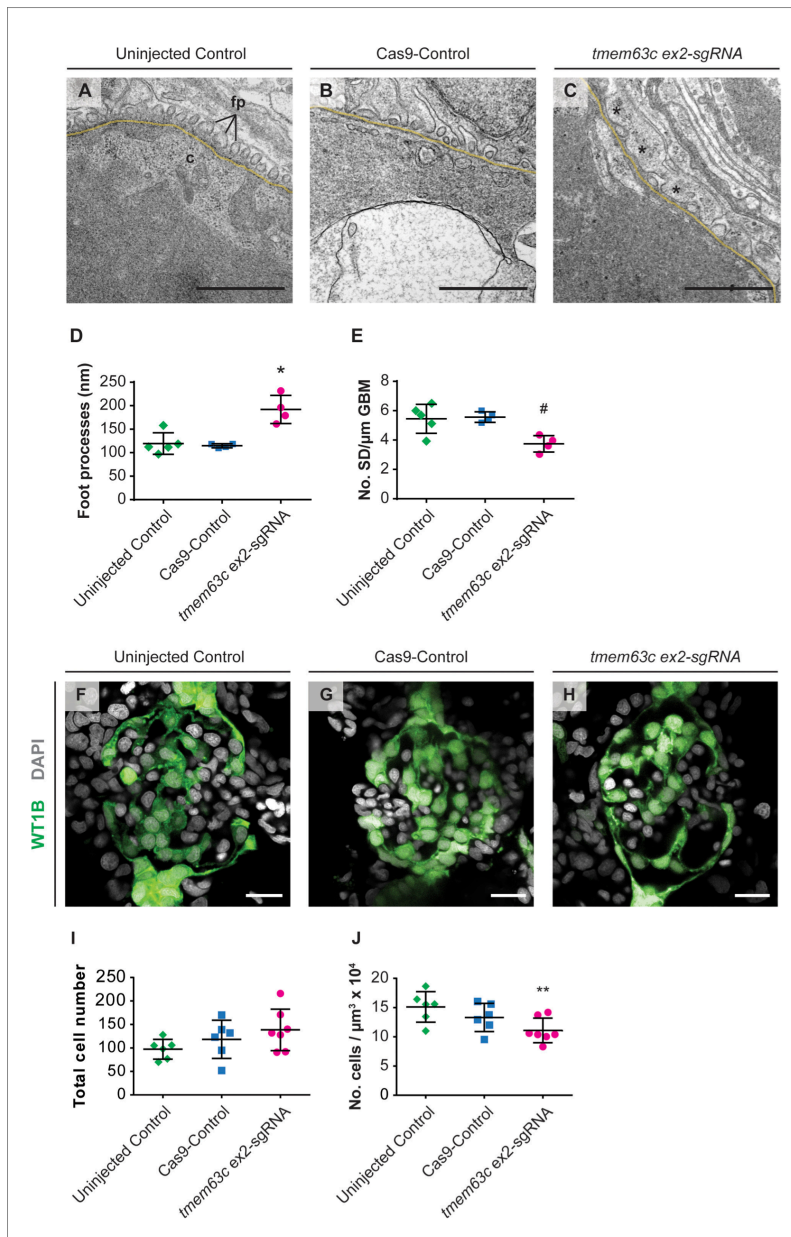 Uninjected Control
Cas9-Control
tmem63c ex2-sgRNA
A
fp
c
B
C
*
*
*
D
Foot processes (nm)
250
200
150
100
50
0
*
Uninjected Control
Cas9-Control
tmem63c ex2-sgRNA
E
No. SD/µm GBM
8
6
4
2
0
#
Uninjected Control
Cas9-Control
tmem63c ex2-sgRNA
Uninjected Control
Cas9-Control
tmem63c ex2-sgRNA
WT1B DAPI
F
G
H
I
Total cell number
250
200
150
100
50
0
Uninjected Control
Cas9-Control
tmem63c ex2-sgRNA
J
No. cells / µm³ x 10⁴
20
15
10
5
0
**
Uninjected Control
Cas9-Control
tmem63c ex2-sgRNA